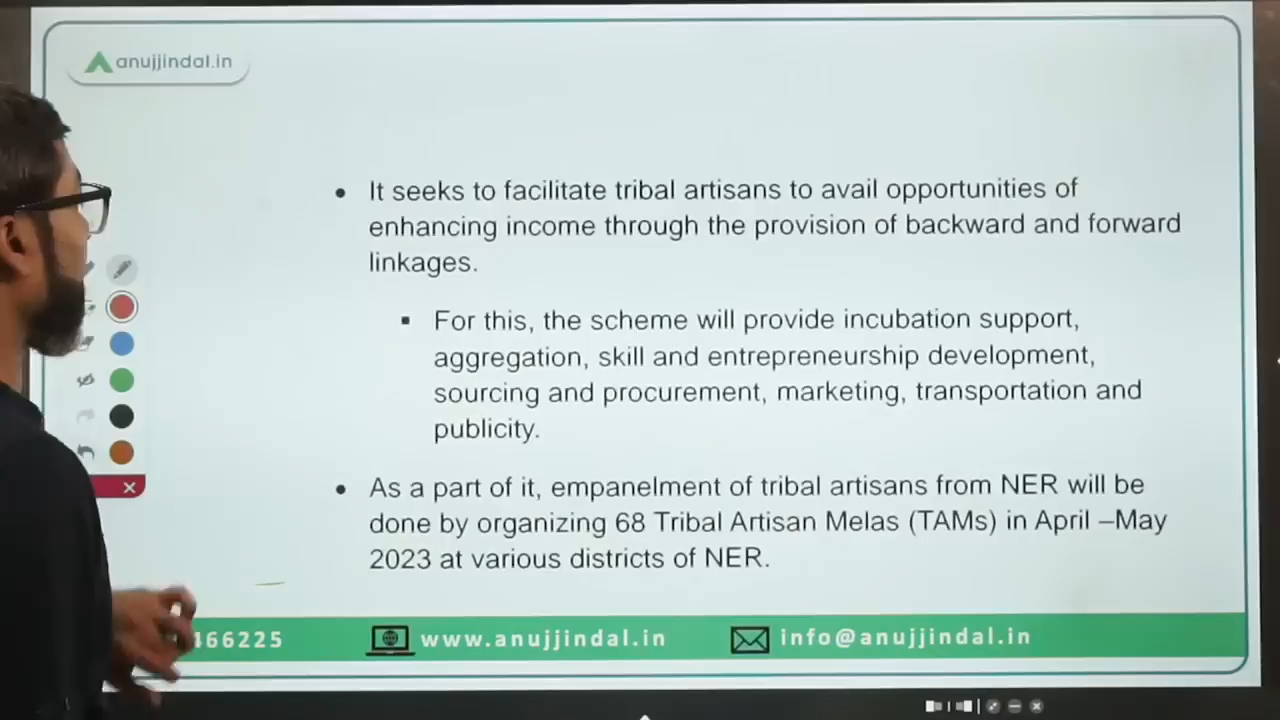 anujjindal.in
• It seeks to facilitate tribal artisans to avail opportunities of
enhancing income through the provision of backward and forward
linkages.
▪ For this, the scheme will provide incubation support,
aggregation, skill and entrepreneurship development,
sourcing and procurement, marketing, transportation and
publicity.
• As a part of it, empanelment of tribal artisans from NER will be
done by organizing 68 Tribal Artisan Melas (TAMs) in April –May
2023 at various districts of NER.
466225 www.anujjindal.in info@anujjindal.in